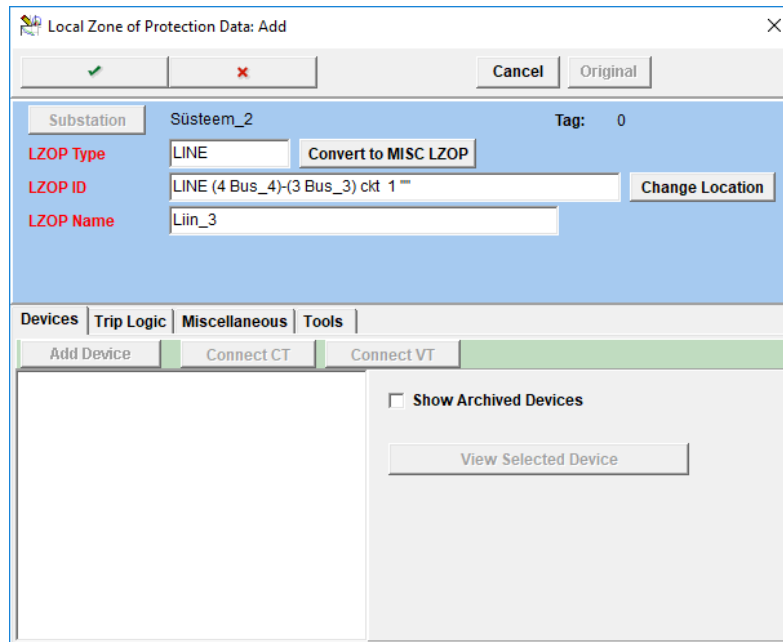 Local Zone of Protection Data: Add
Cancel Original
Substation Süsteem_2 Tag: 0
LZOP Type LINE Convert to MISC LZOP
LZOP ID LINE (4 Bus_4)-(3 Bus_3) ckt 1 "" Change Location
LZOP Name Liin_3
Devices Trip Logic Miscellaneous Tools
Add Device Connect CT Connect VT
Show Archived Devices
View Selected Device